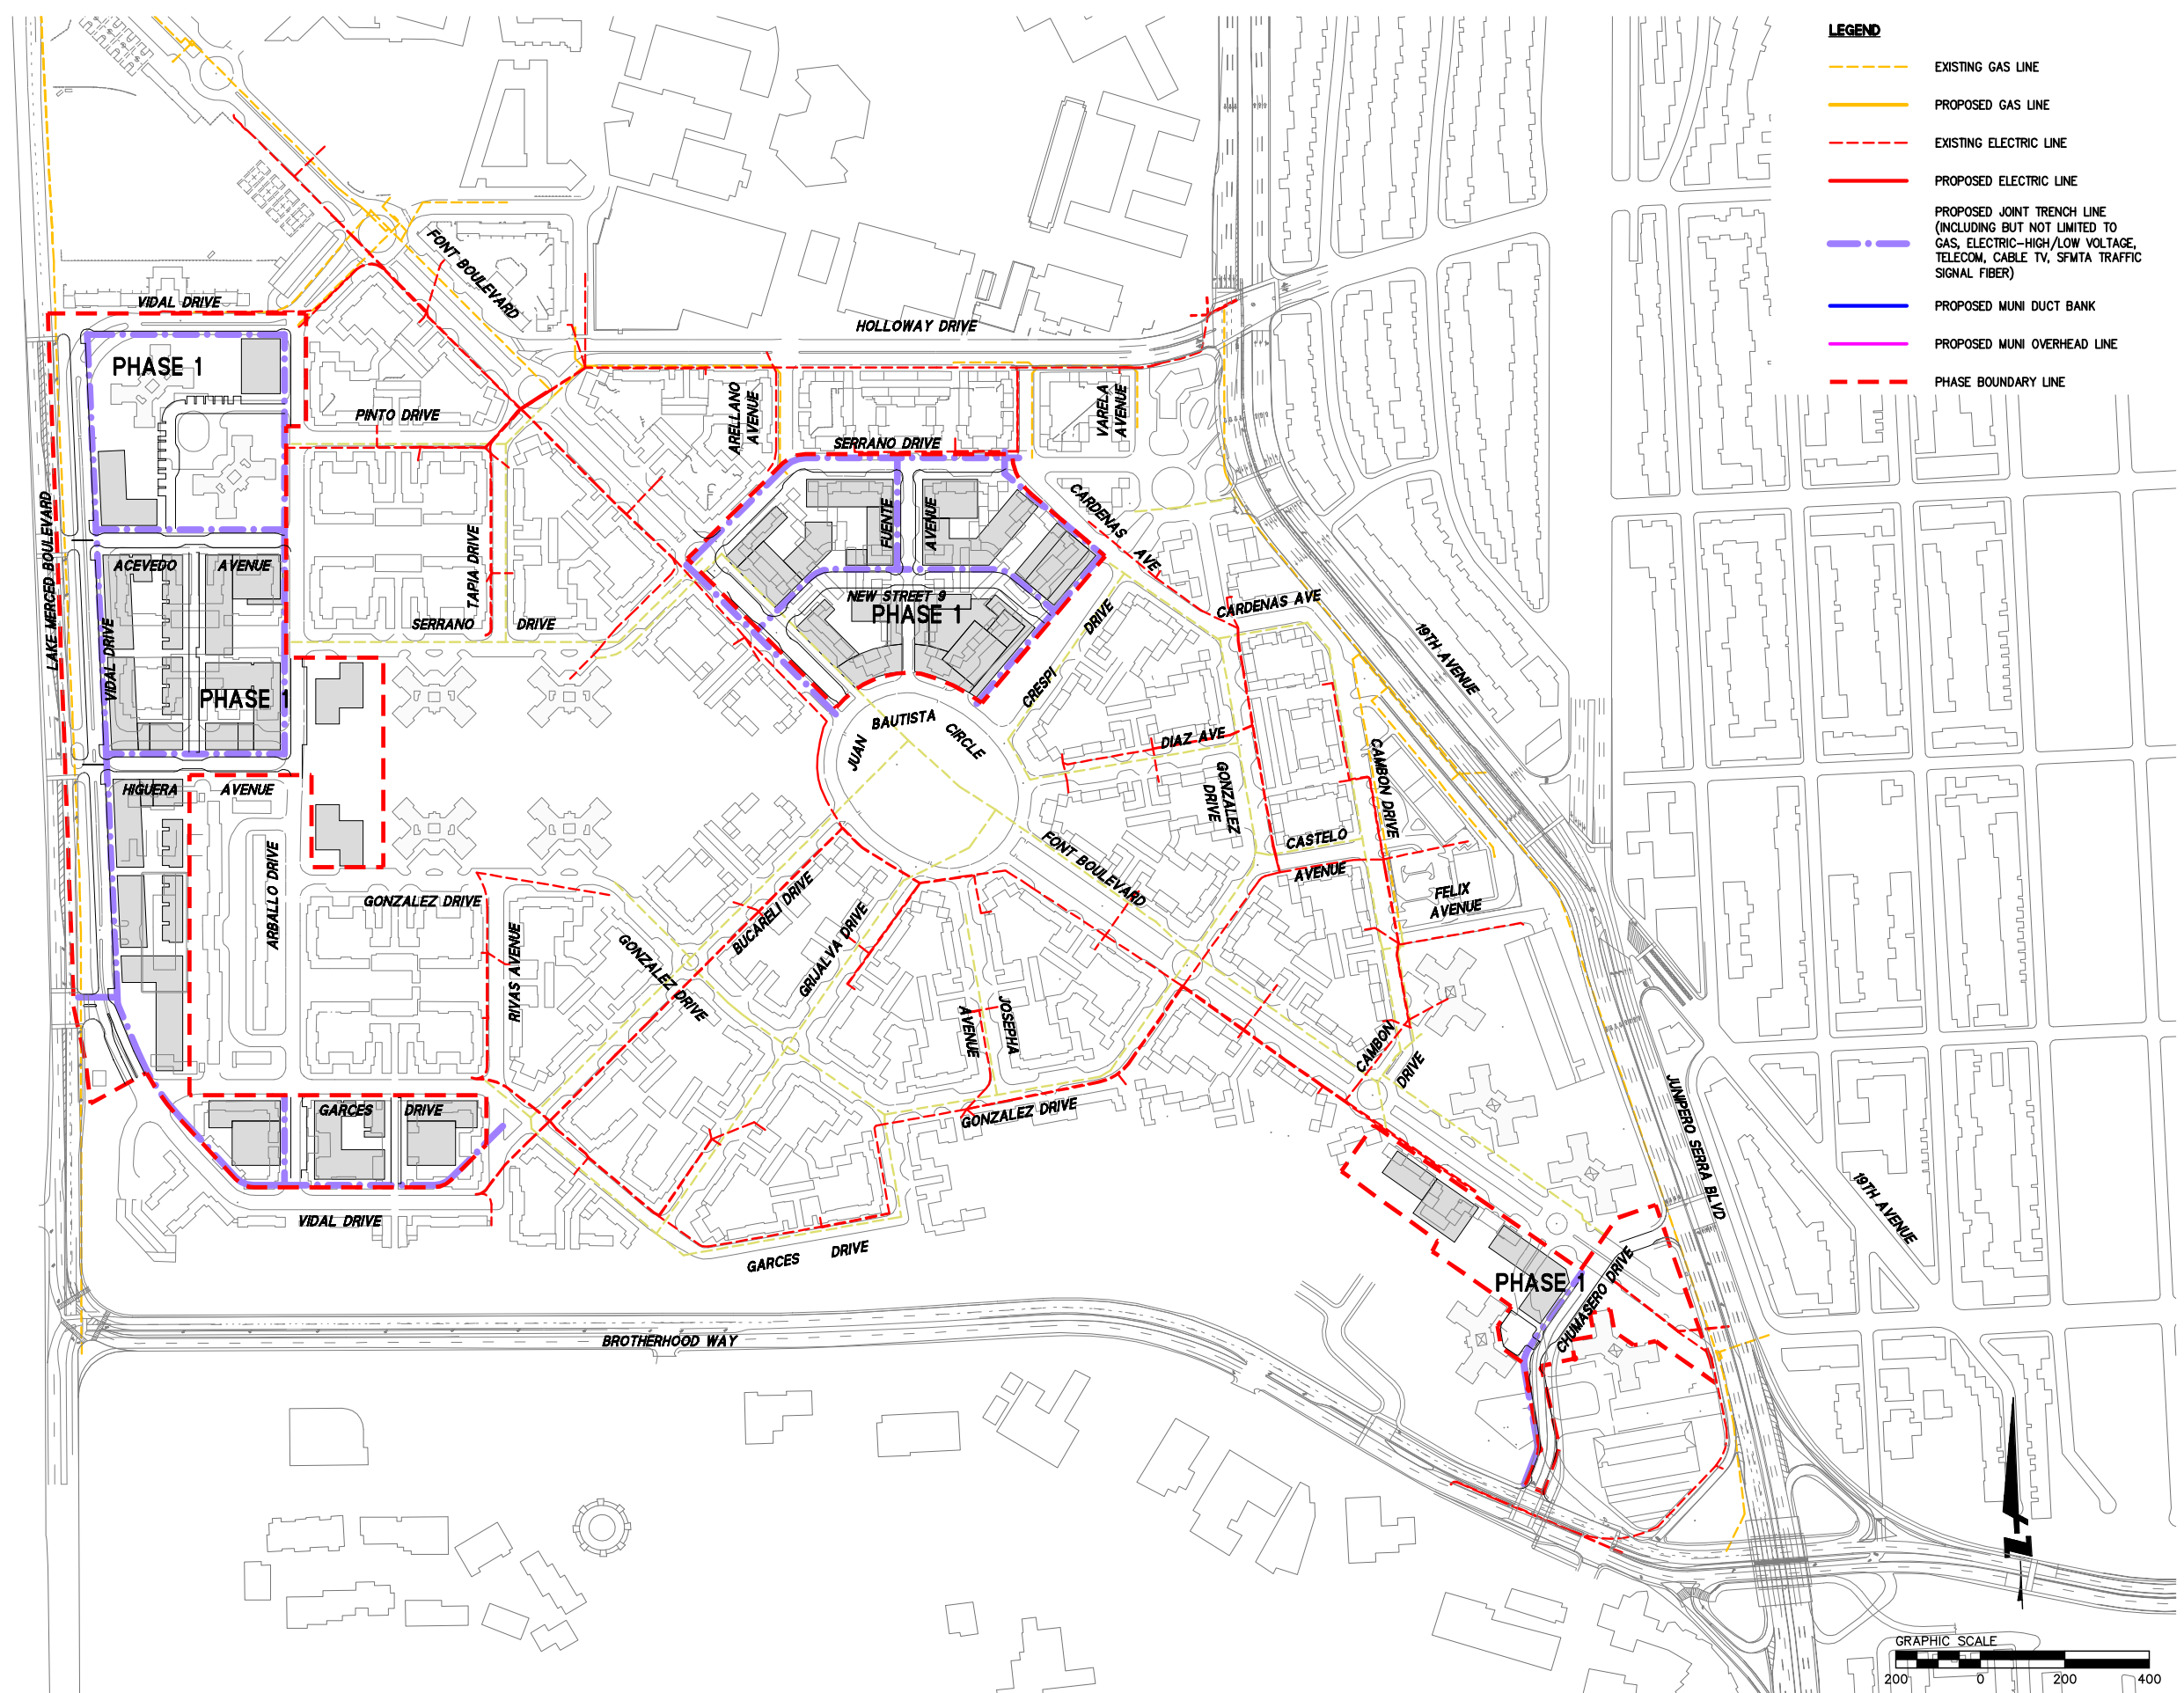 LEGEND
EXISTING GAS LINE
PROPOSED GAS LINE
EXISTING ELECTRIC LINE
PROPOSED ELECTRIC LINE
PROPOSED JOINT TRENCH LINE
(INCLUDING BUT NOT LIMITED TO
GAS, ELECTRIC-HIGH/LOW VOLTAGE,
TELECOM, CABLE TV, SFMTA TRAFFIC
SIGNAL FIBER)
PROPOSED MUNI DUCT BANK
PROPOSED MUNI OVERHEAD LINE
PHASE BOUNDARY LINE
FONT BOULEVARD
VIDAL DRIVE
HOLLOWAY DRIVE
PHASE 1
PINTO DRIVE
ARELLANO
AVENUE
VARELA
AVENUE
SERRANO DRIVE
LAKE MERCED BOULEVARD
CARDENAS AVE
FUENTE
AVENUE
TAPIA DRIVE
ACEVEDO AVENUE
NEW STREET 9
PHASE 1
CARDENAS AVE
SERRANO DRIVE
VIDAL DRIVE
CRESPI DRIVE
19TH AVENUE
PHASE 1
JUAN BAUTISTA CIRCLE
DIAZ AVE
GONZALEZ
DRIVE
CAMBON DRIVE
HIGUERA AVENUE
CASTELO
AVENUE
FONT BOULEVARD
ARBALLO DRIVE
GONZALEZ DRIVE
BUCARELI DRIVE
FELIX
AVENUE
RIVAS AVENUE
GONZALEZ DRIVE
GRIJALVA DRIVE
JOSEPHA
AVENUE
CAMBON
DRIVE
JUNIPERO SERRA BLVD
GARCES DRIVE
GONZALEZ DRIVE
19TH AVENUE
VIDAL DRIVE
GARCES DRIVE
PHASE 1
CHUMASERO DRIVE
BROTHERHOOD WAY
GRAPHIC SCALE
200 0 200 400